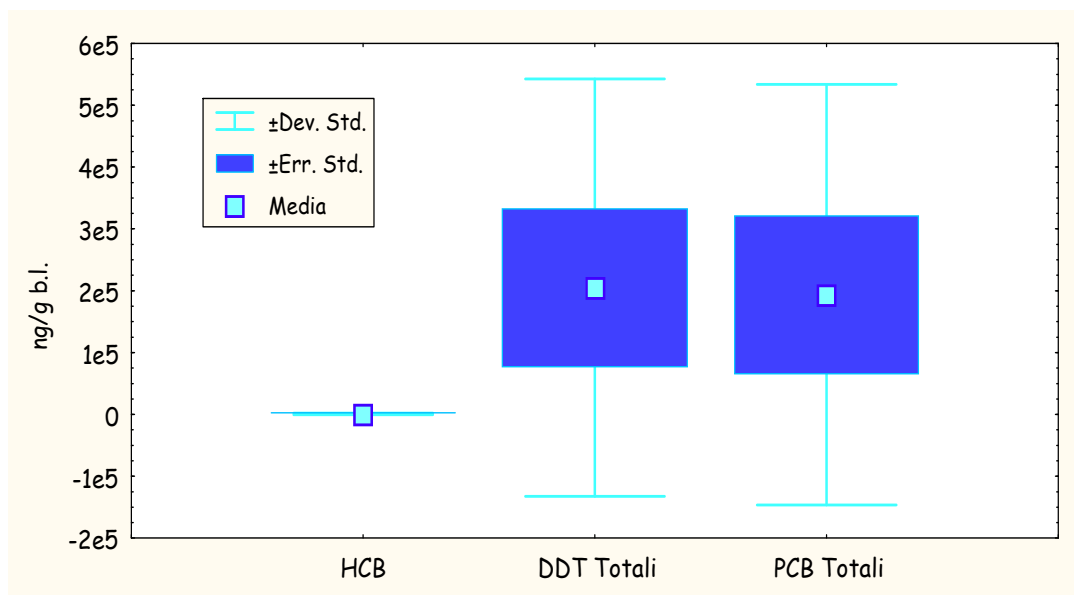 6e5
5e5
4e5
3e5
2e5
1e5
0
-1e5
-2e5
ng/g b.l.
±Dev. Std.
±Err. Std.
Media
HCB
DDT Totali
PCB Totali